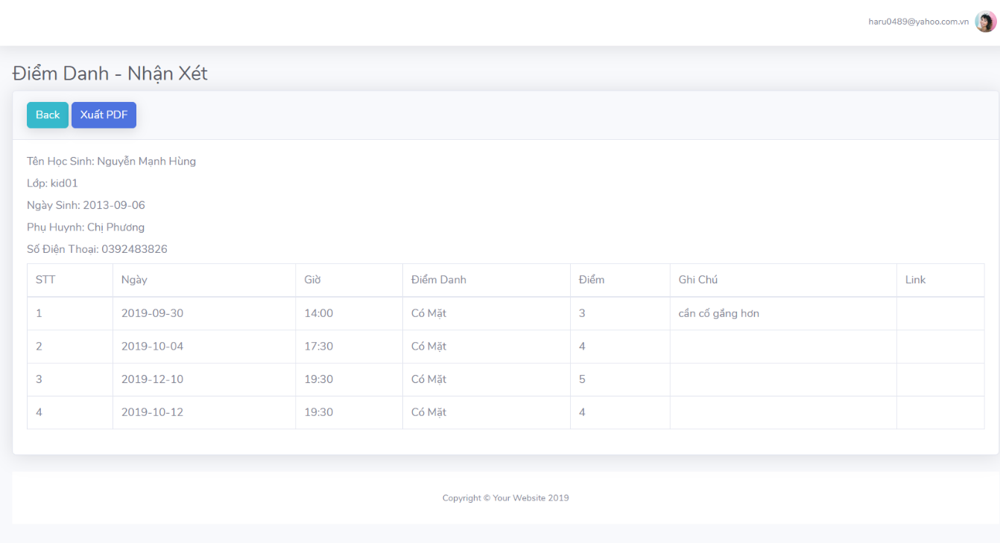 haru0489@yahoo.com.vn
Điểm Danh - Nhận Xét
Back Xuất PDF
Tên Học Sinh: Nguyễn Mạnh Hùng
Lớp: kid01
Ngày Sinh: 2013-09-06
Phụ Huynh: Chị Phương
Số Điện Thoại: 0392483826
STT Ngày Giờ Điểm Danh Điểm Ghi Chú Link
1 2019-09-30 14:00 Có Mặt 3 cần cố gắng hơn
2 2019-10-04 17:30 Có Mặt 4
3 2019-12-10 19:30 Có Mặt 5
4 2019-10-12 19:30 Có Mặt 4
Copyright © Your Website 2019